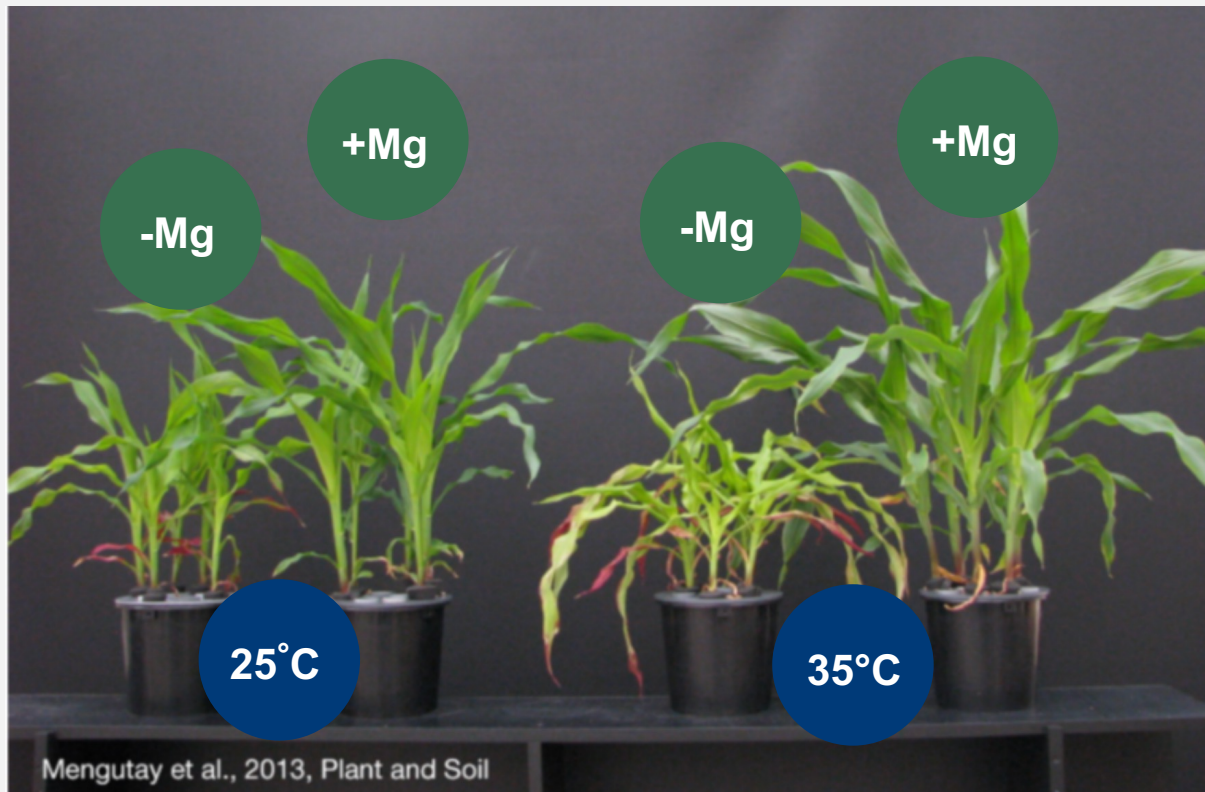 +Mg
+Mg
-Mg
-Mg
25˚C
35°C
Mengutay et al., 2013, Plant and Soil